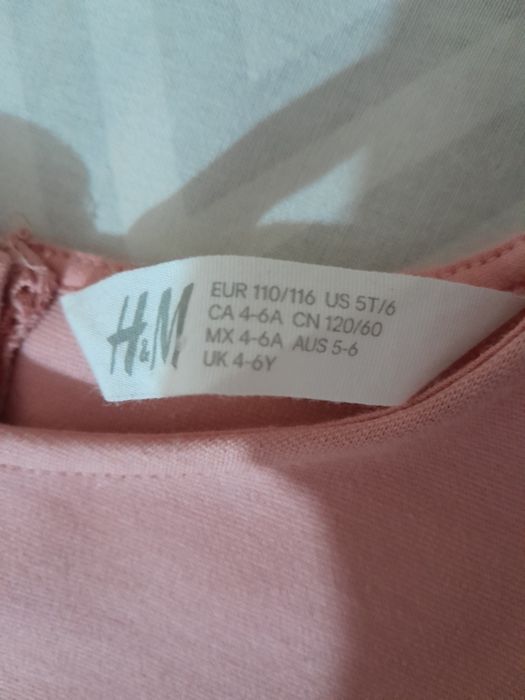 H&M
EUR 110/116 US 5T/6
CA 4-6A CN 120/60
MX 4-6A AUS 5-6
UK 4-6Y